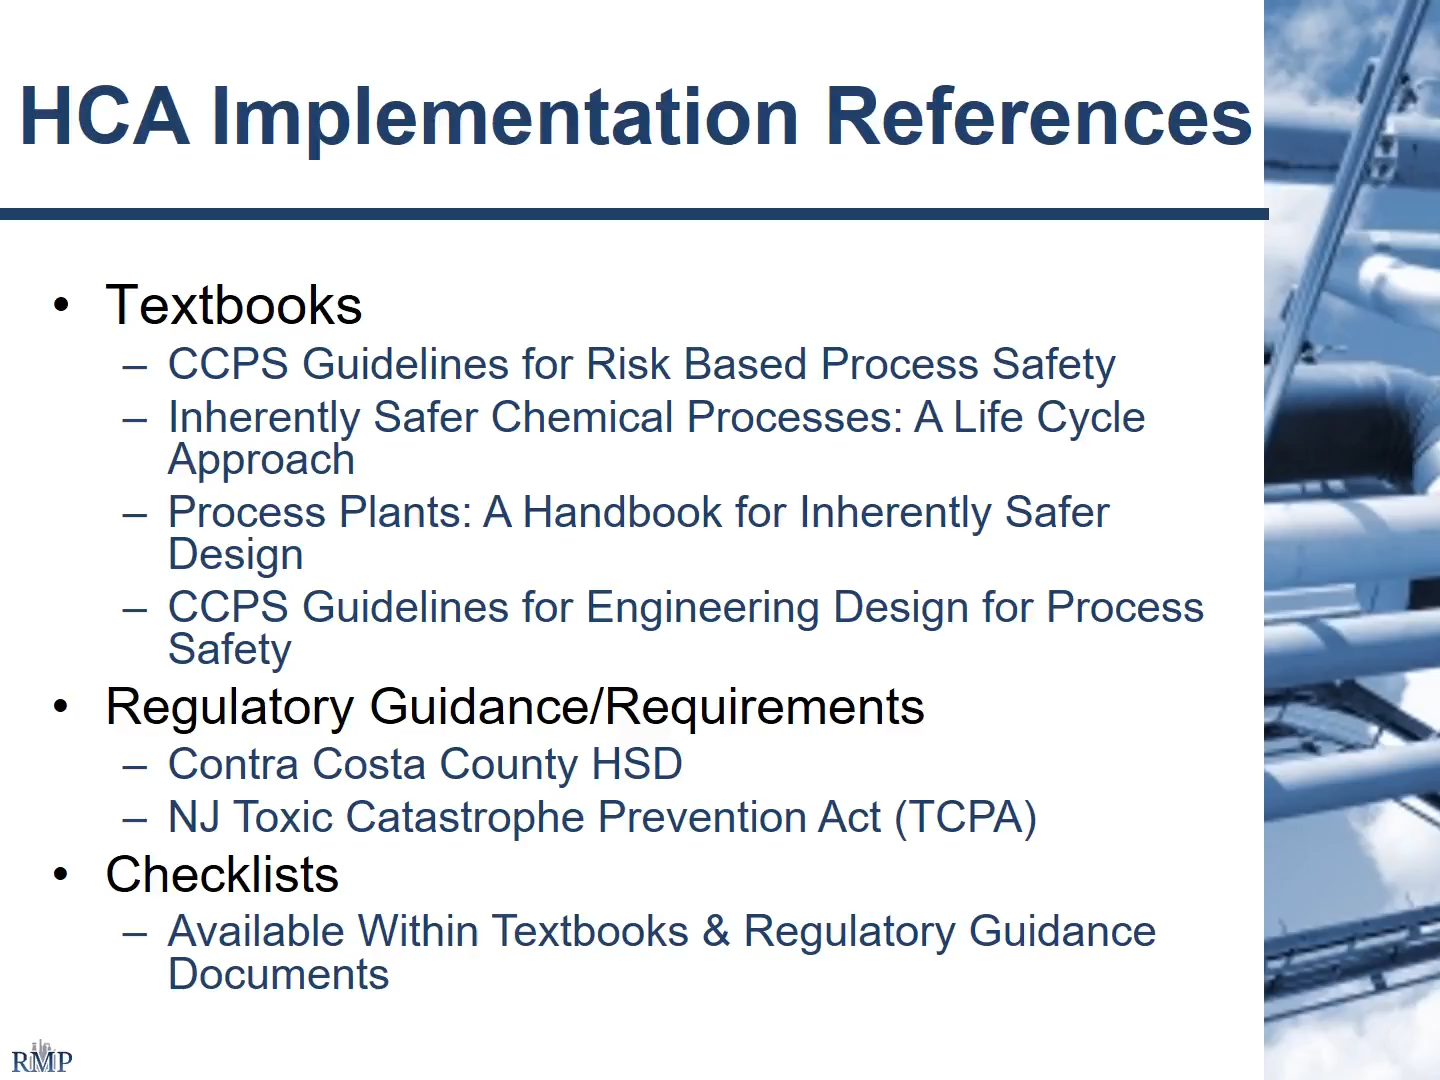 HCA Implementation References
• Textbooks
– CCPS Guidelines for Risk Based Process Safety
– Inherently Safer Chemical Processes: A Life Cycle
Approach
– Process Plants: A Handbook for Inherently Safer
Design
– CCPS Guidelines for Engineering Design for Process
Safety
• Regulatory Guidance/Requirements
– Contra Costa County HSD
– NJ Toxic Catastrophe Prevention Act (TCPA)
• Checklists
– Available Within Textbooks & Regulatory Guidance
Documents
RMP